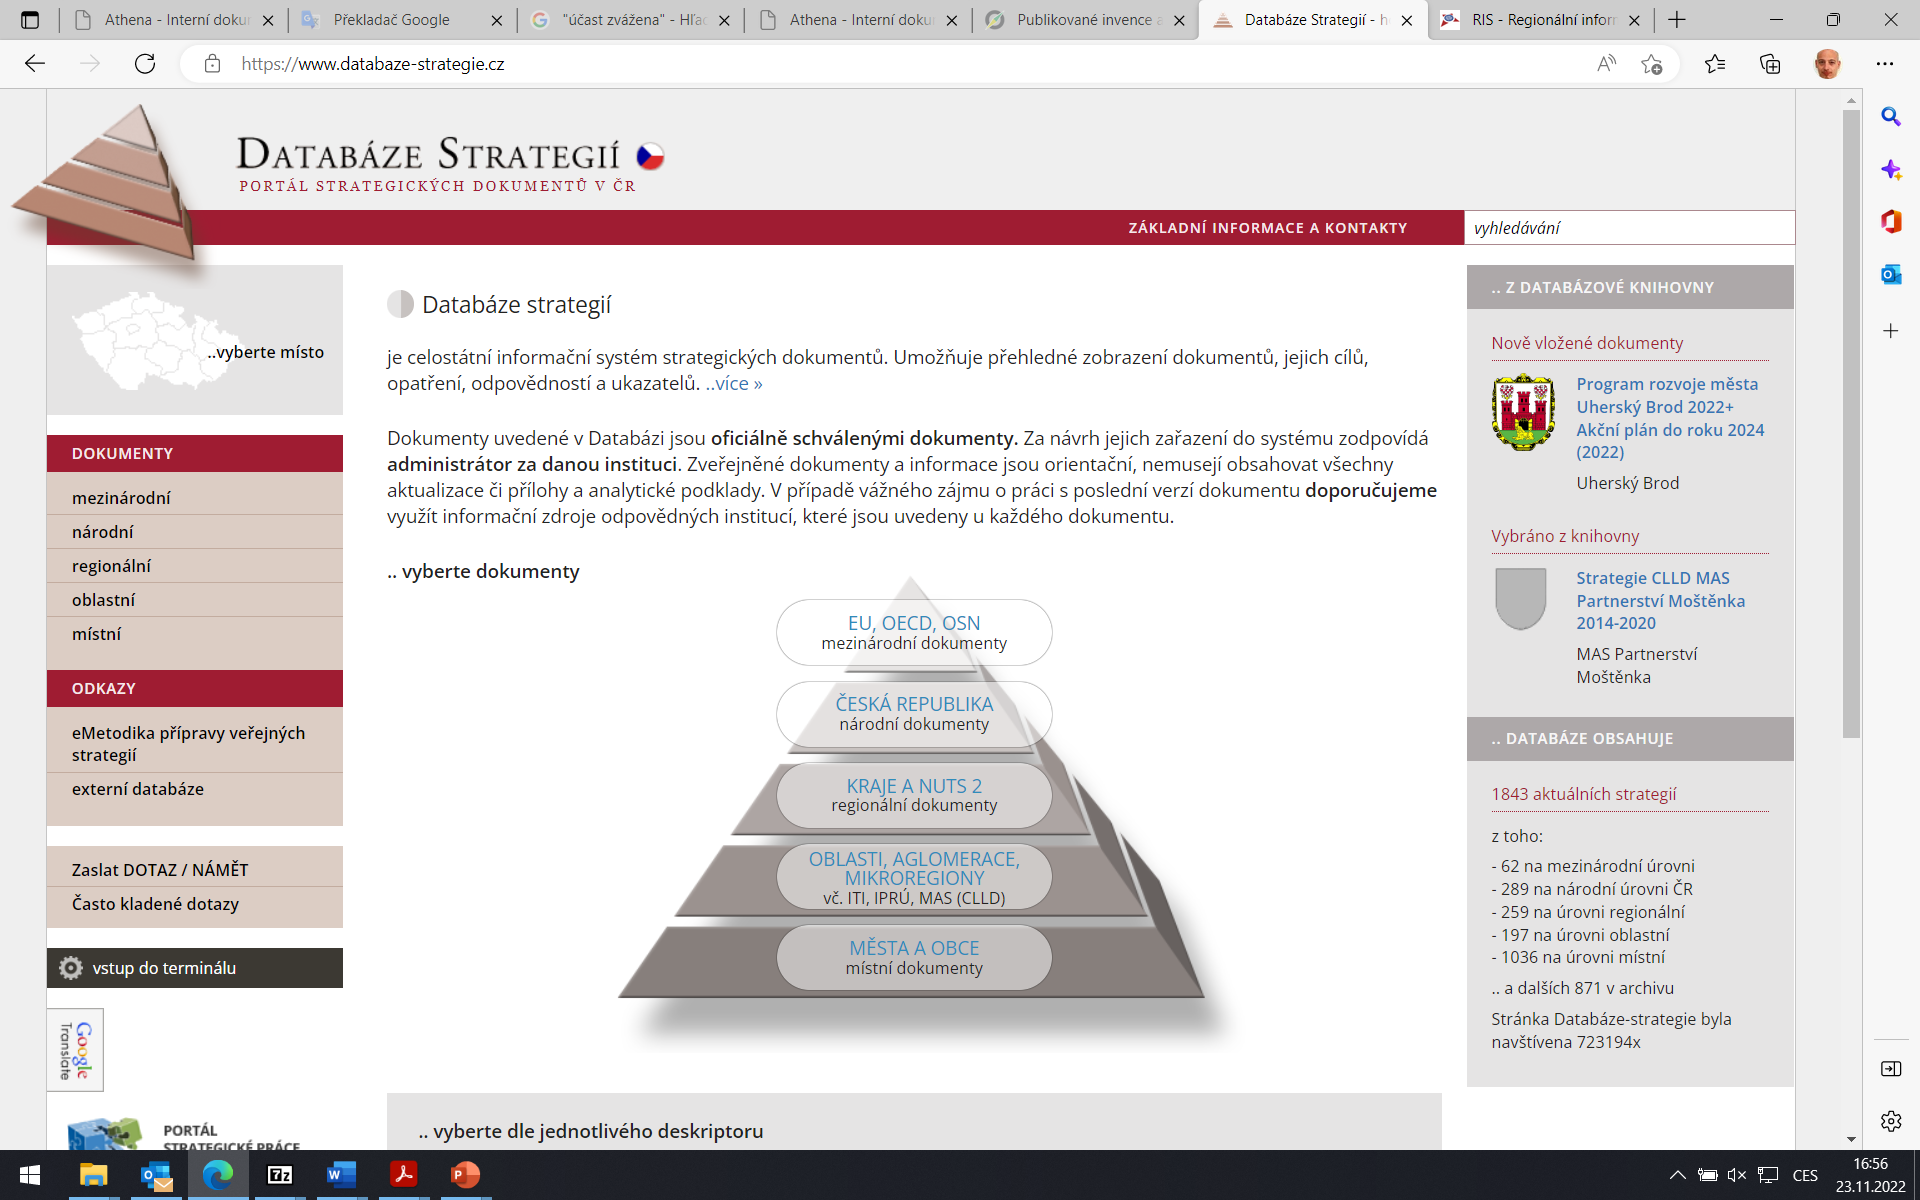 Athena - Interní doku
Překladač Google
"účast zvážena" - Hľad
Athena - Interní doku
Publikované invence a
Databáze Strategií - h
RIS - Regionální inforr
https://www.databaze-strategie.cz
DATABÁZE STRATEGIÍ
PORTÁL STRATEGICKÝCH DOKUMENTŮ V ČR
ZÁKLADNÍ INFORMACE A KONTAKTY
vyhledávání
..vyberte místo
DOKUMENTY
mezinárodní
národní
regionální
oblastní
místní
ODKAZY
eMetodika přípravy veřejných
strategií
externí databáze
Zaslat DOTAZ / NÁMĚT
Často kladené dotazy
vstup do terminálu
Google
Translate
PORTÁL
STRATEGICKÉ PRÁCE
Databáze strategií
je celostátní informační systém strategických dokumentů. Umožňuje přehledné zobrazení dokumentů, jejich cílů,
opatření, odpovědností a ukazatelů. ..více »
Dokumenty uvedené v Databázi jsou oficiálně schválenými dokumenty. Za návrh jejich zařazení do systému zodpovídá
administrátor za danou instituci. Zveřejněné dokumenty a informace jsou orientační, nemusejí obsahovat všechny
aktualizace či přílohy a analytické podklady. V případě vážného zájmu o práci s poslední verzí dokumentu doporučujeme
využít informační zdroje odpovědných institucí, které jsou uvedeny u každého dokumentu.
.. vyberte dokumenty
EU, OECD, OSN
mezinárodní dokumenty
ČESKÁ REPUBLIKA
národní dokumenty
KRAJE A NUTS 2
regionální dokumenty
OBLASTI, AGLOMERACE,
MIKROREGIONY
vč. ITI, IPRÚ, MAS (CLLD)
MĚSTA A OBCE
místní dokumenty
.. vyberte dle jednotlivého deskriptoru
.. Z DATABÁZOVÉ KNIHOVNY
Nově vložené dokumenty
Program rozvoje města
Uherský Brod 2022+
Akční plán do roku 2024
(2022)
Uherský Brod
Vybráno z knihovny
Strategie CLLD MAS
Partnerství Moštěnka
2014-2020
MAS Partnerství
Moštěnka
.. DATABÁZE OBSAHUJE
1843 aktuálních strategií
z toho:
- 62 na mezinárodní úrovni
- 289 na národní úrovni ČR
- 259 na úrovni regionální
- 197 na úrovni oblastní
- 1036 na úrovni místní
.. a dalších 871 v archivu
Stránka Databáze-strategie byla
navštívena 723194x
CES
16:56
23.11.2022